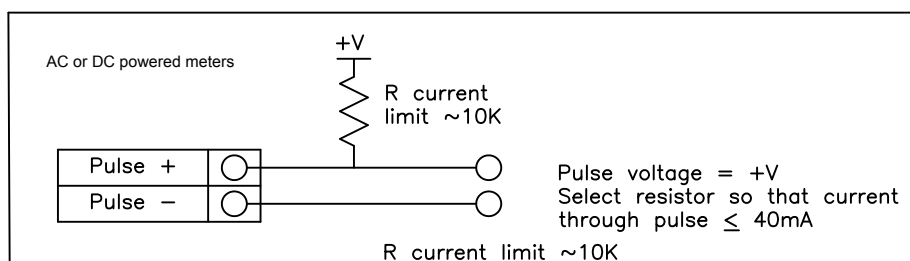 AC or DC powered meters
+V
R current
limit ~10K
Pulse +
Pulse −
Pulse voltage = +V
Select resistor so that current
through pulse ≤ 40mA
R current limit ~10K